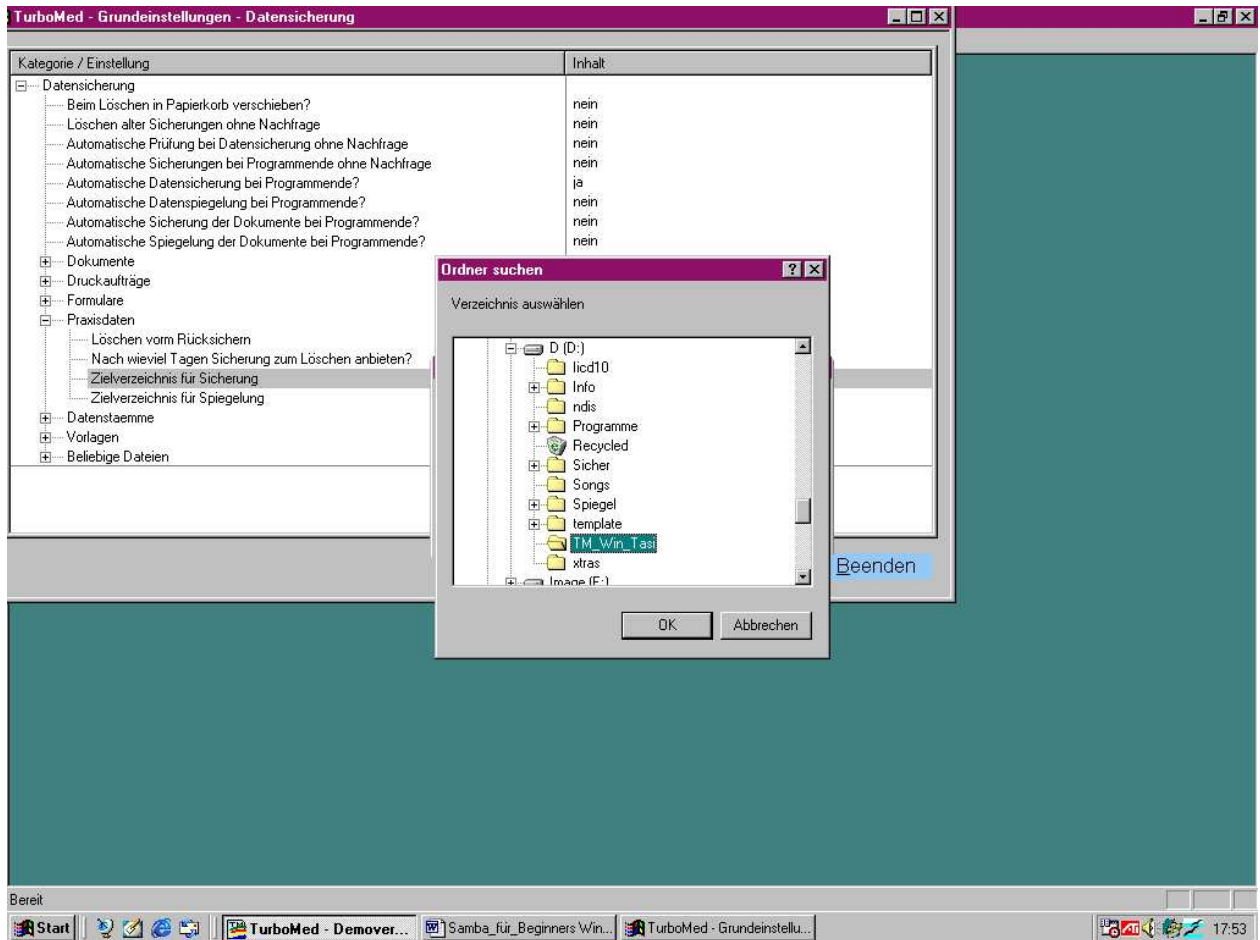 TurboMed - Grundeinstellungen - Datensicherung
Kategorie / Einstellung Inhalt
Datensicherung
Beim Löschen in Papierkorb verschieben? nein
Löschen alter Sicherungen ohne Nachfrage nein
Automatische Prüfung bei Datensicherung ohne Nachfrage nein
Automatische Sicherungen bei Programmende ohne Nachfrage nein
Automatische Datensicherung bei Programmende? ja
Automatische Datenspiegelung bei Programmende? nein
Automatische Sicherung der Dokumente bei Programmende? nein
Automatische Spiegelung der Dokumente bei Programmende? nein
Dokumente
Druckaufträge
Formulare
Praxisdaten
Löschen vorm Rücksichern
Nach wieviel Tagen Sicherung zum Löschen anbieten?
Zielverzeichnis für Sicherung
Zielverzeichnis für Spiegelung
Datenstaemme
Vorlagen
Beliebige Dateien
Ordner suchen
Verzeichnis auswählen
D (D:)
licd10
Info
ndis
Programme
Recycled
Sicher
Songs
Spiegel
template
TM_Win_Tasi
xtras
Image (E:)
OK Abbrechen
Beenden
Bereit
Start TurboMed - Demover... Samba_für_Beginners Win... TurboMed - Grundeinstellu... 17:53